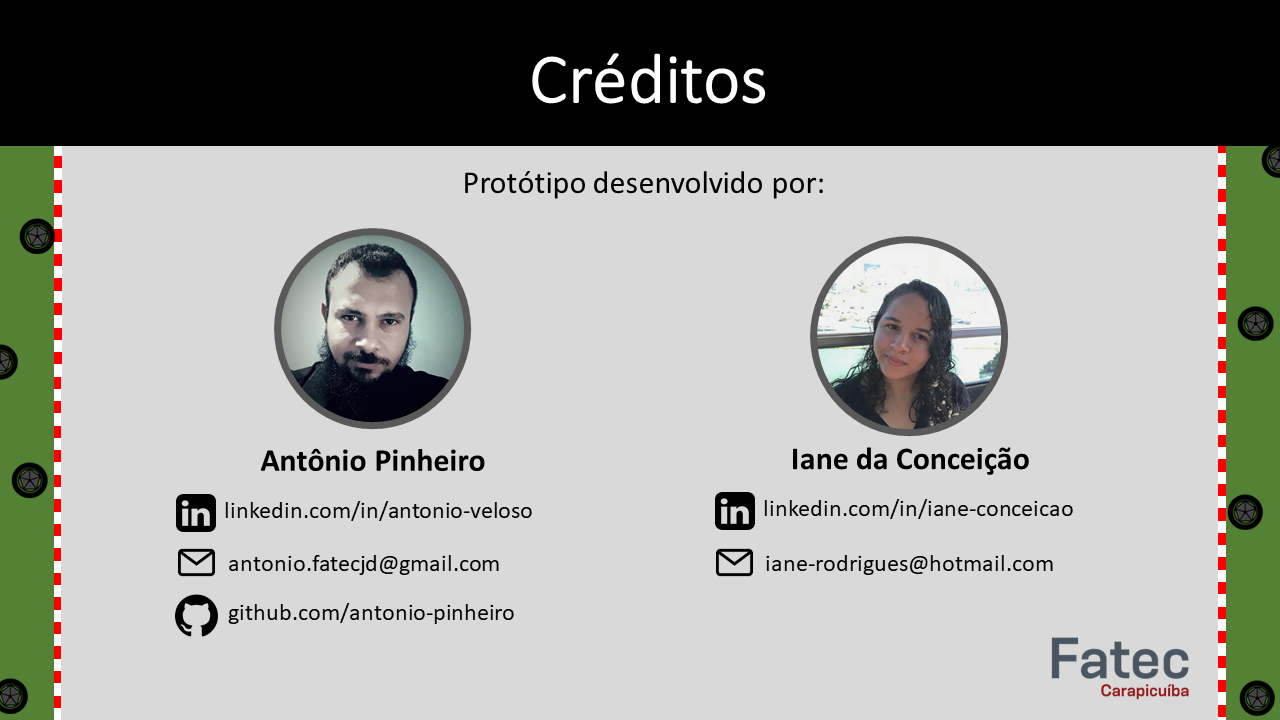 Créditos
Protótipo desenvolvido por:
Antônio Pinheiro
linkedin.com/in/antonio-veloso
antonio.fatecjd@gmail.com
github.com/antonio-pinheiro
Iane da Conceição
linkedin.com/in/iane-conceicao
iane-rodrigues@hotmail.com
Fatec
Carapicuíba